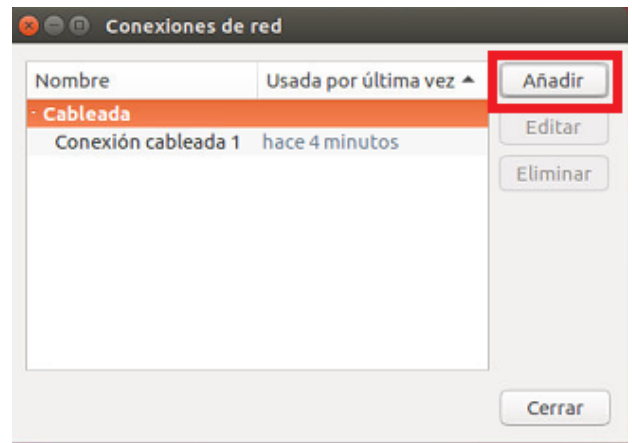 Conexiones de red
Nombre Usada por última vez Añadir
Cableada
Editar
Conexión cableada 1 hace 4 minutos
Eliminar
Cerrar